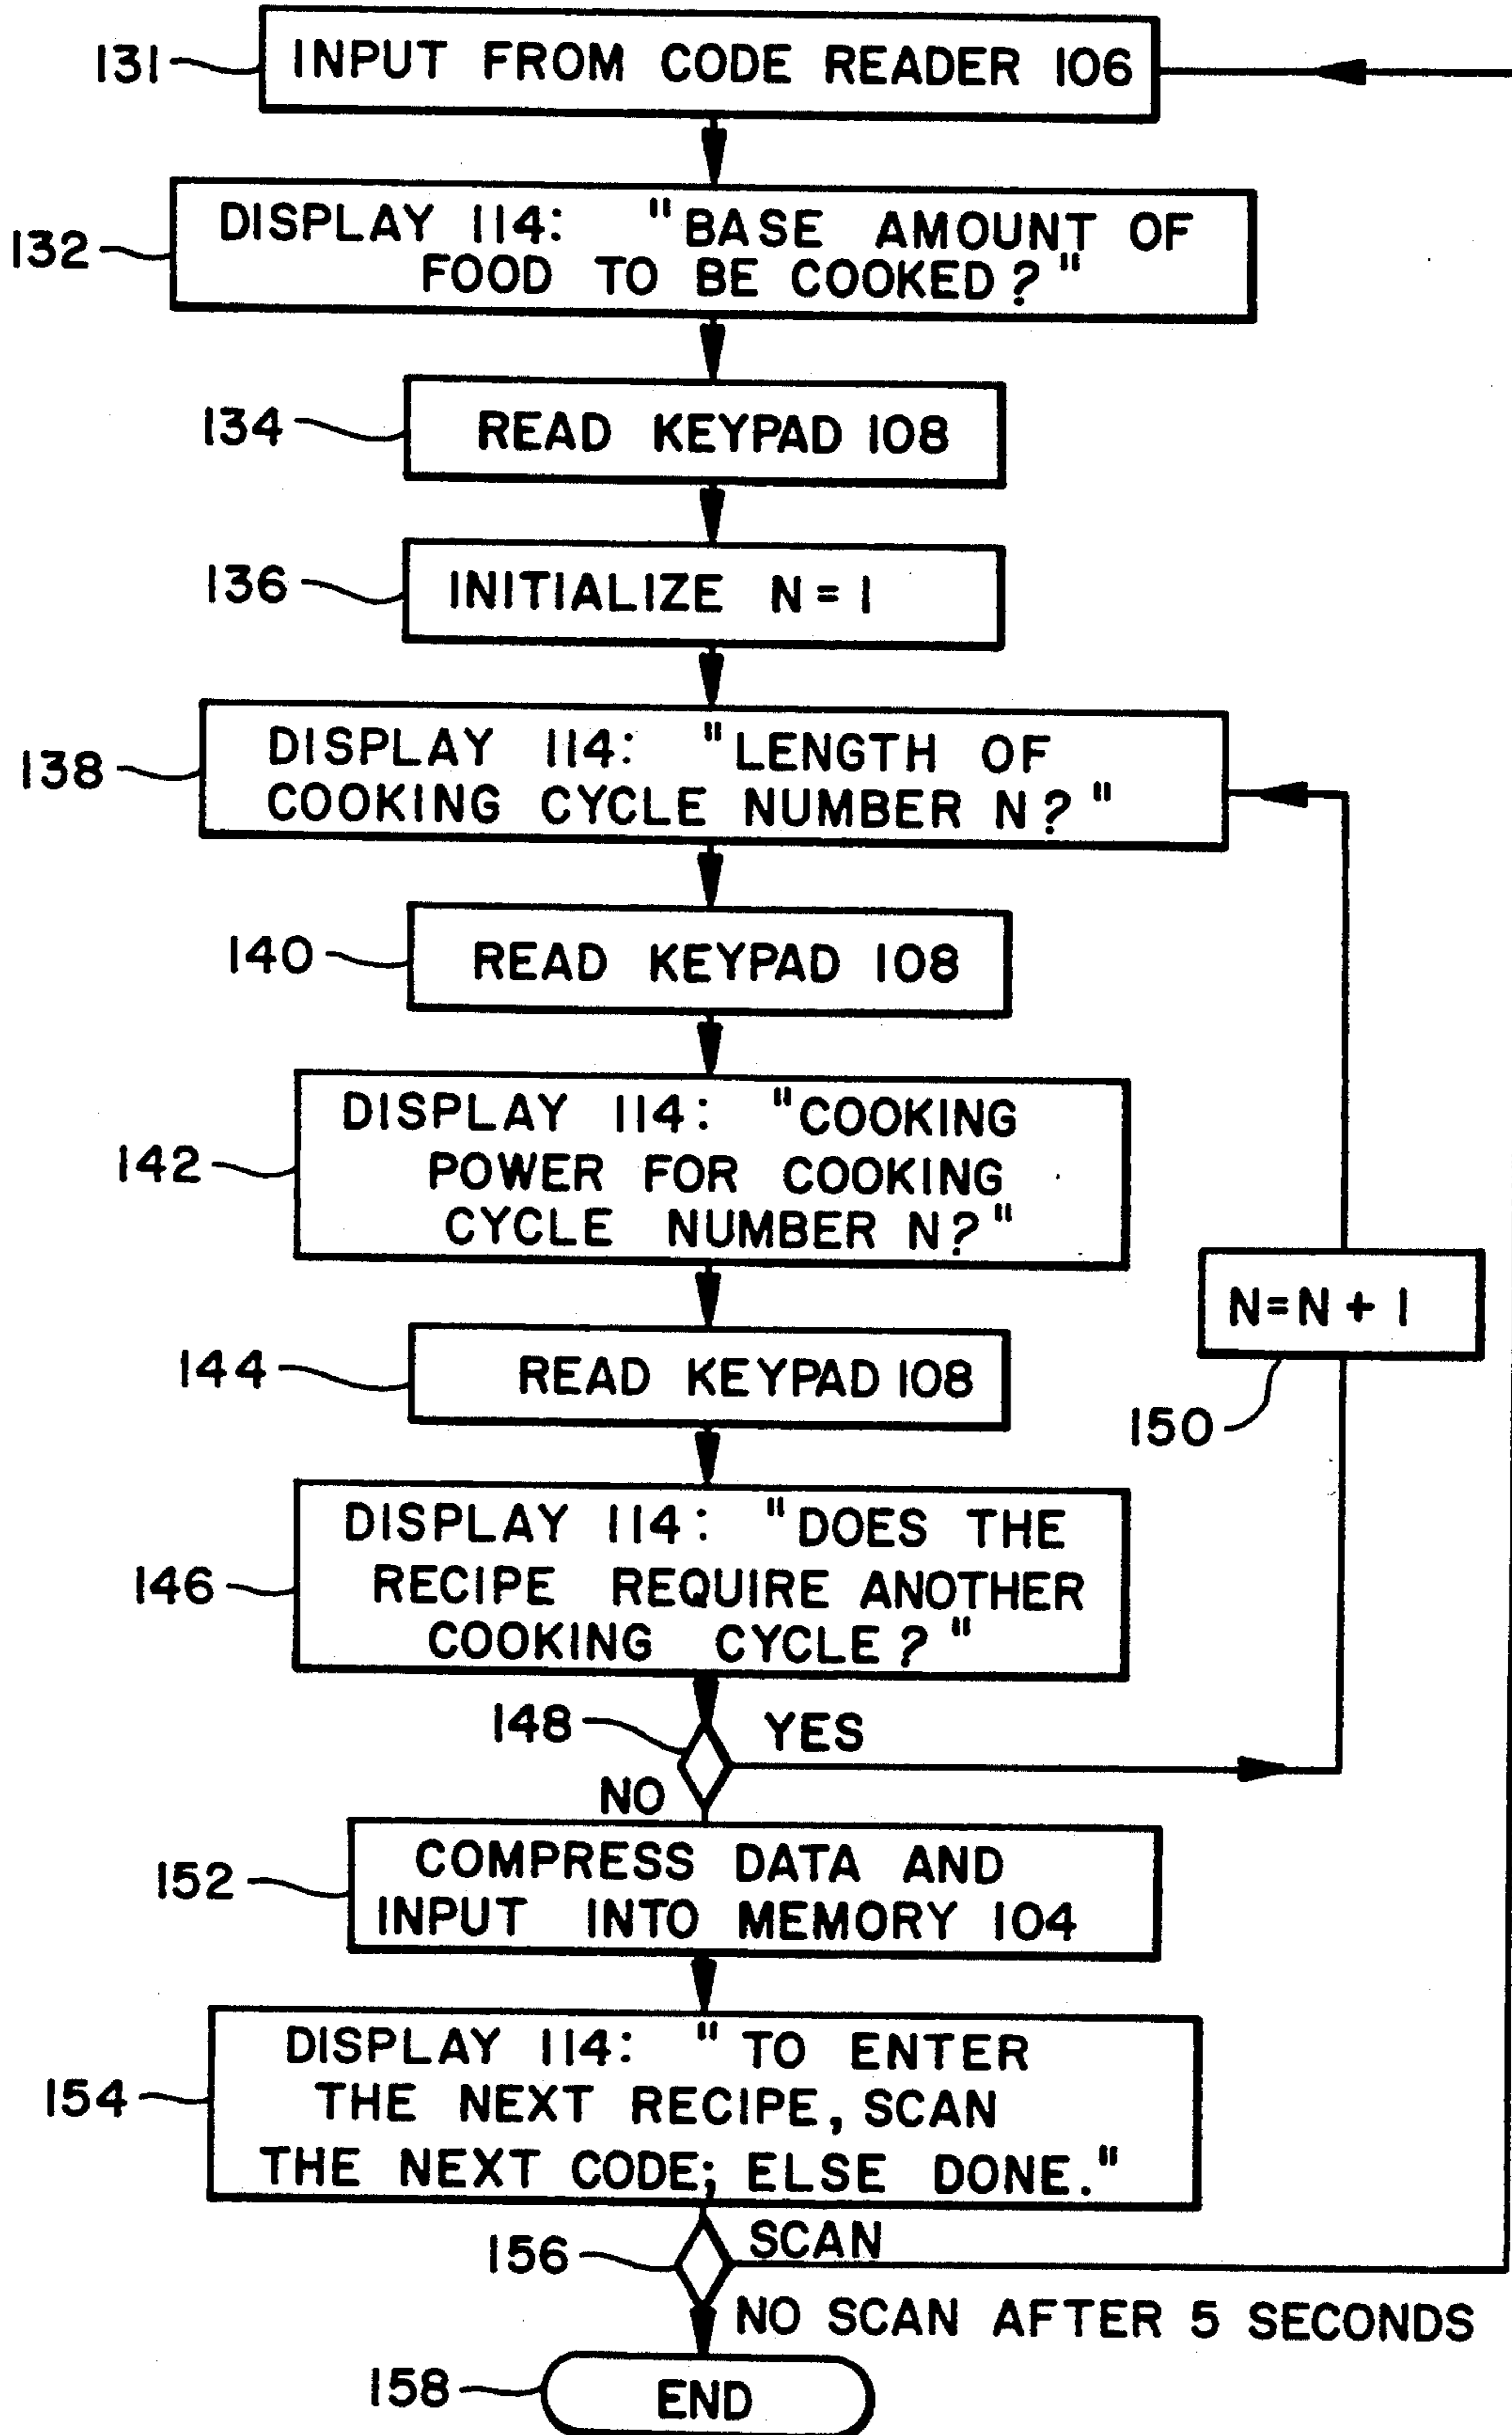 131
INPUT FROM CODE READER 106
132
DISPLAY 114: "BASE AMOUNT OF
FOOD TO BE COOKED?"
134
READ KEYPAD 108
136
INITIALIZE N=1
138
DISPLAY 114: "LENGTH OF
COOKING CYCLE NUMBER N?"
140
READ KEYPAD 108
142
DISPLAY 114: "COOKING
POWER FOR COOKING
CYCLE NUMBER N?"
N=N+1
150
144
READ KEYPAD 108
146
DISPLAY 114: "DOES THE
RECIPE REQUIRE ANOTHER
COOKING CYCLE?"
148
YES
NO
152
COMPRESS DATA AND
INPUT INTO MEMORY 104
154
DISPLAY 114: "TO ENTER
THE NEXT RECIPE, SCAN
THE NEXT CODE; ELSE DONE."
156
SCAN
NO SCAN AFTER 5 SECONDS
158
END